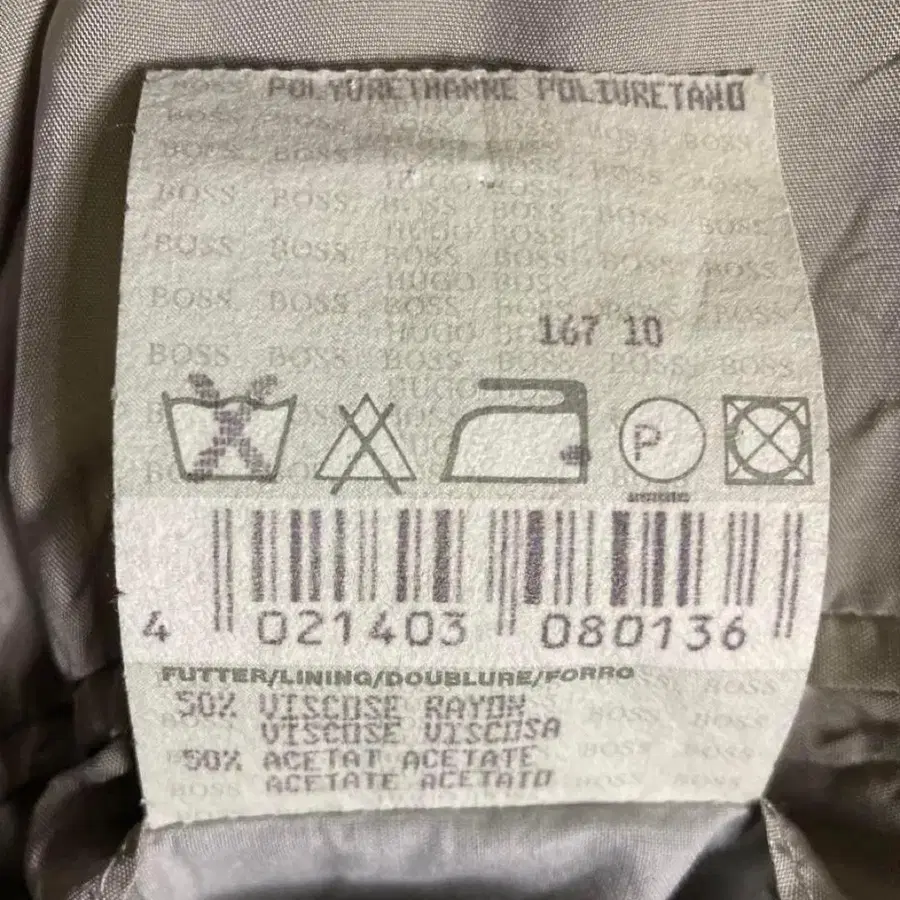 POLYURETHANNE POLIURETANO
167 10
P
4 021403 080136
FUTTER/LINING/DOUBLURE/FORRO
50% VISCOSE RAYON
VISCOSE VISCOSA
50% ACETAT ACETATE
ACETATE ACETATO